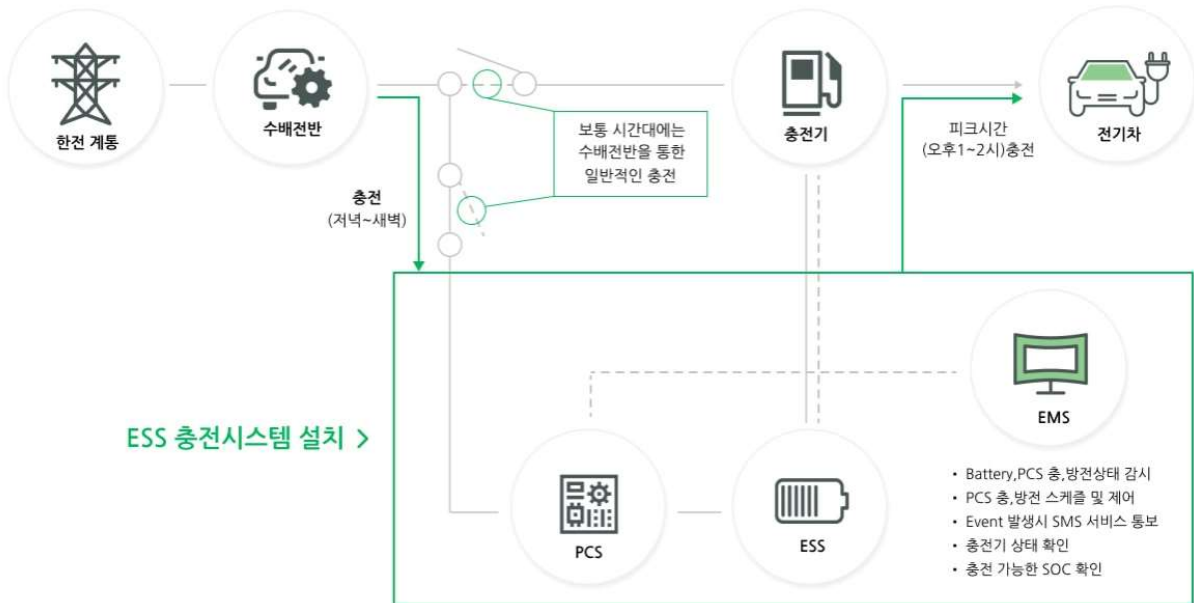 한전 계통
수배전반
충전기
전기차
보통 시간대에는
수배전반을 통한
일반적인 충전
피크시간
(오후1~2시)충전
충전
(저녁~새벽)
ESS 충전시스템 설치 >
EMS
PCS
ESS
• Battery,PCS 충,방전상태 감시
• PCS 충,방전 스케줄 및 제어
• Event 발생시 SMS 서비스 통보
• 충전기 상태 확인
• 충전 가능한 SOC 확인